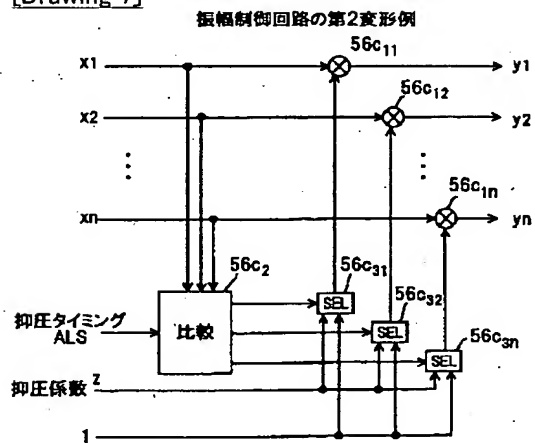 [Drawing 7]
振幅制御回路の第2変形例
56c11
x1
y1
56c12
x2
y2
56c1n
xn
yn
56c2
56c31
SEL
56c32
抑圧タイミング
ALS
比較
SEL
56c3n
SEL
抑圧係数 z
1